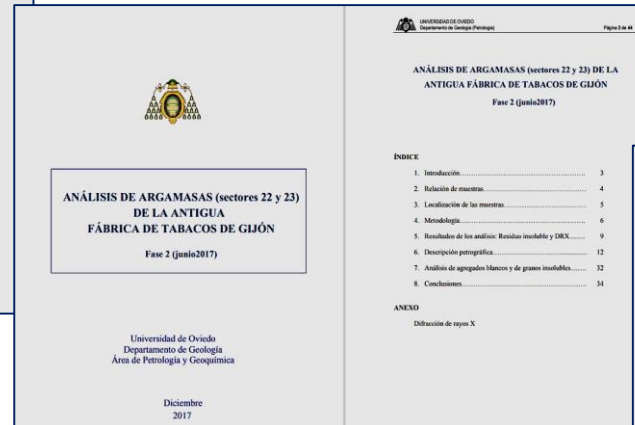 ANÁLISIS DE ARGAMASAS (sectores 22 y 23)
DE LA ANTIGUA
FÁBRICA DE TABACOS DE GIJÓN
Fase 2 (junio2017)
Universidad de Oviedo
Departamento de Geología
Área de Petrología y Geoquímica
Diciembre
2017
UNIVERSIDAD DE OVIEDO
Departamento de Geología (Petrología) Página 2 de 44
ANÁLISIS DE ARGAMASAS (sectores 22 y 23) DE LA
ANTIGUA FÁBRICA DE TABACOS DE GIJÓN
Fase 2 (junio2017)
ÍNDICE
1. Introducción 3
2. Relación de muestras 4
3. Localización de las muestras 5
4. Metodología 6
5. Resultados de los análisis: Residuo insoluble y DRX 9
6. Descripción petrográfica 12
7. Análisis de agregados blancos y de granos insolubles 32
8. Conclusiones 34
ANEXO
Difracción de rayos X